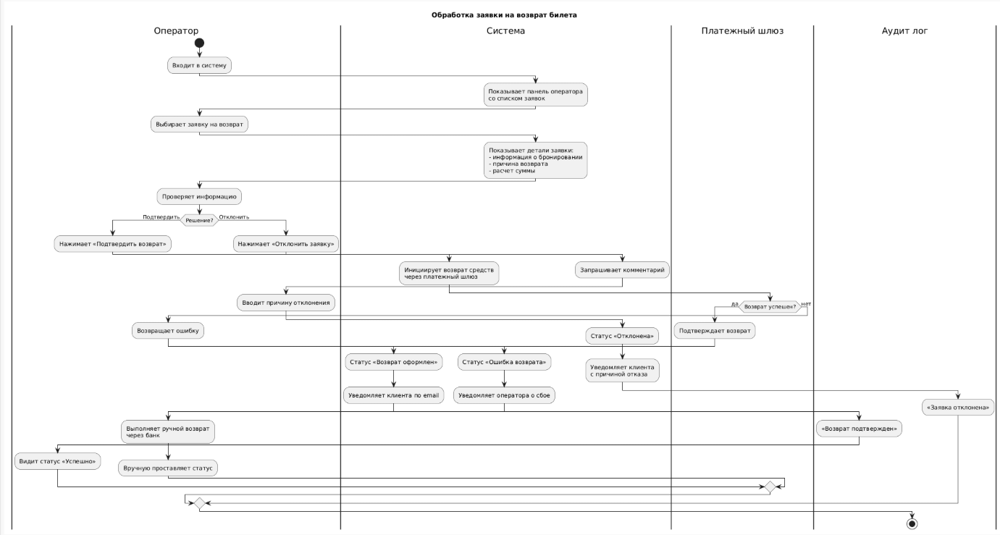 Обработка заявки на возврат билета
Оператор
Система
Платежный шлюз
Аудит лог
Входит в систему
Показывает панель оператора
со списком заявок
Выбирает заявку на возврат
Показывает детали заявки:
- информация о бронировании
- причина возврата
- расчет суммы
Проверяет информацию
Подтвердить
Решение?
Отклонить
Нажимает «Подтвердить возврат»
Нажимает «Отклонить заявку»
Инициирует возврат средств
через платежный шлюз
Запрашивает комментарий
Вводит причину отклонения
да
Возврат успешен?
нет
Возвращает ошибку
Статус «Отклонена»
Подтверждает возврат
Статус «Возврат оформлен»
Статус «Ошибка возврата»
Уведомляет клиента
с причиной отказа
Уведомляет клиента по email
Уведомляет оператора о сбое
«Заявка отклонена»
Выполняет ручной возврат
через банк
«Возврат подтвержден»
Видит статус «Успешно»
Вручную проставляет статус